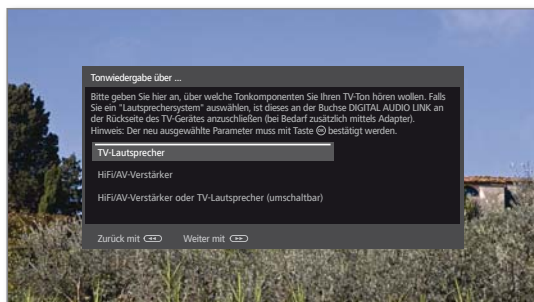 Tonwiedergabe über ...
Bitte geben Sie hier an, über welche Tonkomponenten Sie Ihren TV-Ton hören wollen. Falls
Sie ein "Lautsprechersystem" auswählen, ist dieses an der Buchse DIGITAL AUDIO LINK an
der Rückseite des TV-Gerätes anzuschließen (bei Bedarf zusätzlich mittels Adapter).
Hinweis: Der neu ausgewählte Parameter muss mit Taste OK bestätigt werden.
TV-Lautsprecher
HiFi/AV-Verstärker
HiFi/AV-Verstärker oder TV-Lautsprecher (umschaltbar)
Zurück mit Weiter mit